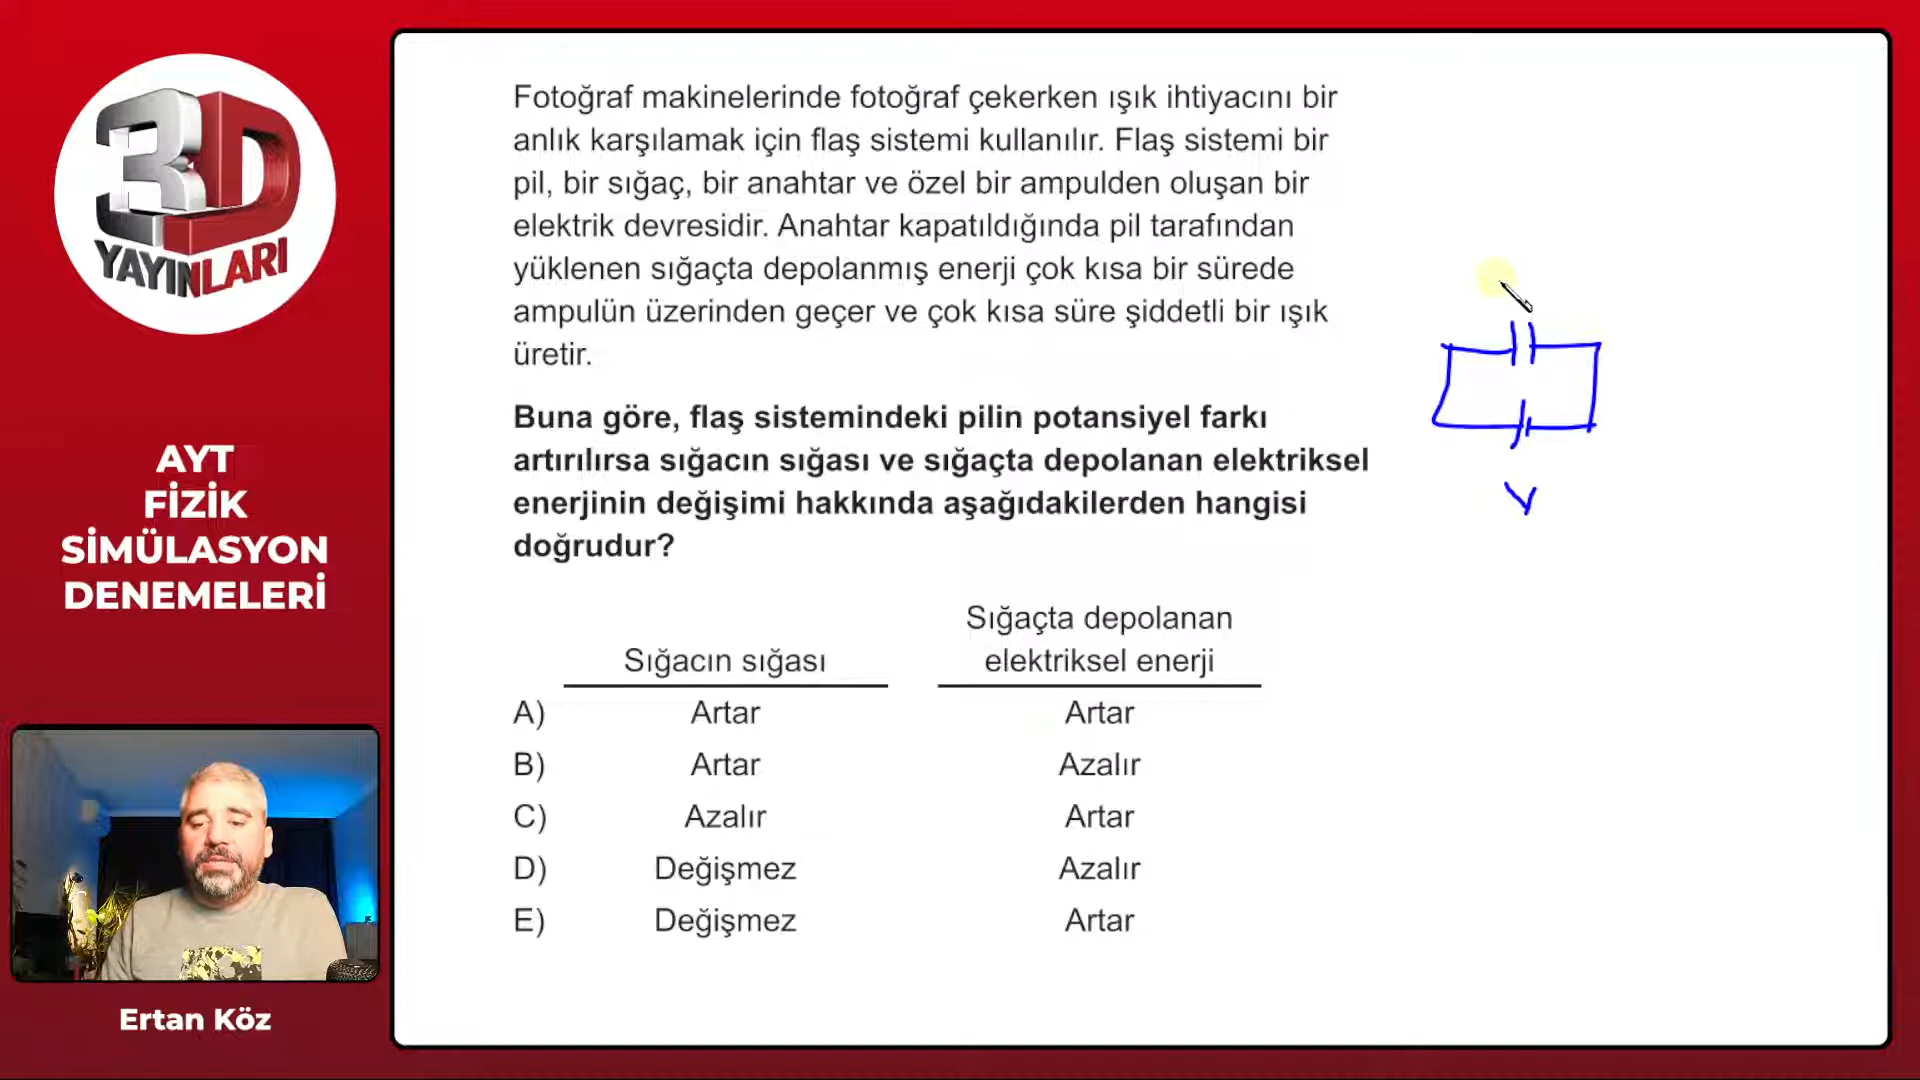 3D
YAYINLARI
AYT
FİZİK
SİMÜLASYON
DENEMELERİ
Ertan Köz
Fotoğraf makinelerinde fotoğraf çekerken ışık ihtiyacını bir
anlık karşılamak için flaş sistemi kullanılır. Flaş sistemi bir
pil, bir sığaç, bir anahtar ve özel bir ampulden oluşan bir
elektrik devresidir. Anahtar kapatıldığında pil tarafından
yüklenen sığaçta depolanmış enerji çok kısa bir sürede
ampulün üzerinden geçer ve çok kısa süre şiddetli bir ışık
üretir.
Buna göre, flaş sistemindeki pilin potansiyel farkı
artırılırsa sığacın sığası ve sığaçta depolanan elektriksel
enerjinin değişimi hakkında aşağıdakilerden hangisi
doğrudur?
Sığacın sığası Sığaçta depolanan
elektriksel enerji
A) Artar Artar
B) Artar Azalır
C) Azalır Artar
D) Değişmez Azalır
E) Değişmez Artar
V